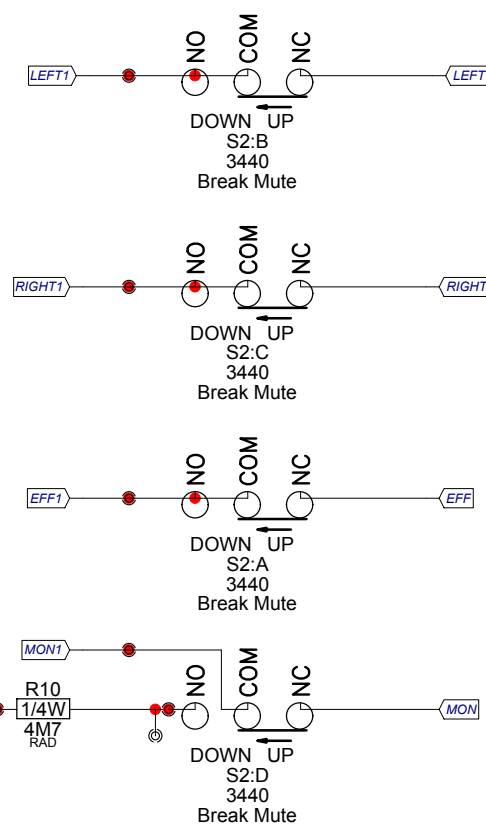 NO COM NC
LEFT1 LEFT
DOWN UP
S2:B
3440
Break Mute
NO COM NC
RIGHT1 RIGHT
DOWN UP
S2:C
3440
Break Mute
NO COM NC
EFF1 EFF
DOWN UP
S2:A
3440
Break Mute
MON1
NO COM NC
R10
1/4W MON
4M7
RAD
DOWN UP
S2:D
3440
Break Mute